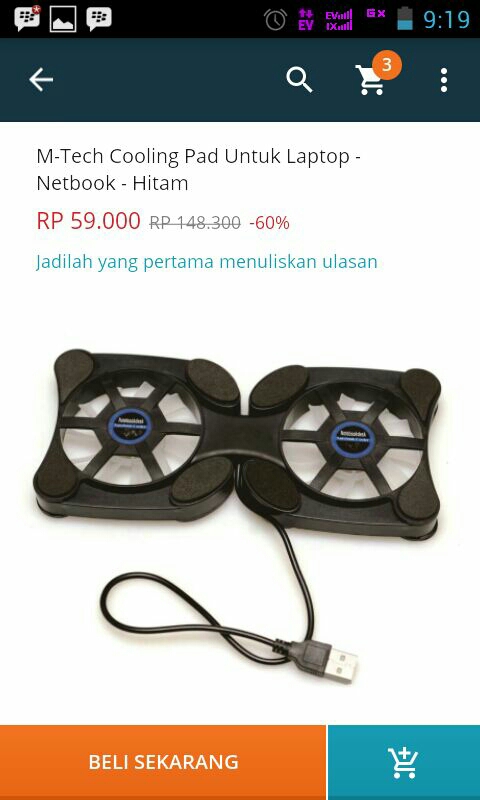 9:19
3
M-Tech Cooling Pad Untuk Laptop -
Netbook - Hitam
RP 59.000 RP 148.300 -60%
Jadilah yang pertama menuliskan ulasan
BELI SEKARANG